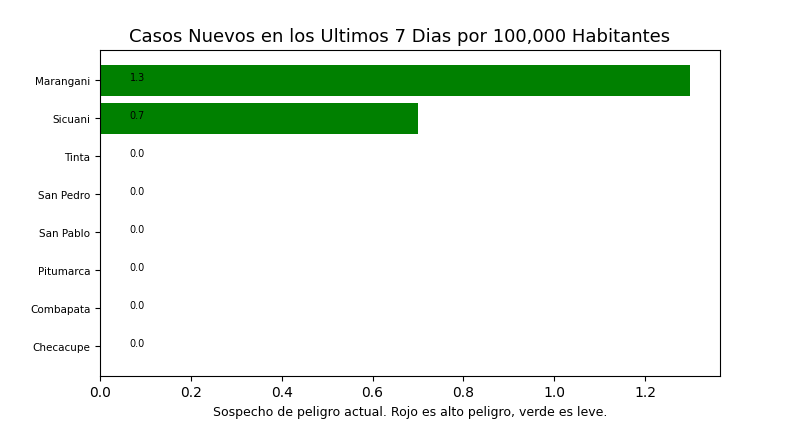 Casos Nuevos en los Ultimos 7 Dias por 100,000 Habitantes
Marangani 1.3
Sicuani 0.7
Tinta 0.0
San Pedro 0.0
San Pablo 0.0
Pitumarca 0.0
Combapata 0.0
Checacupe 0.0
0.0 0.2 0.4 0.6 0.8 1.0 1.2
Sospecho de peligro actual. Rojo es alto peligro, verde es leve.